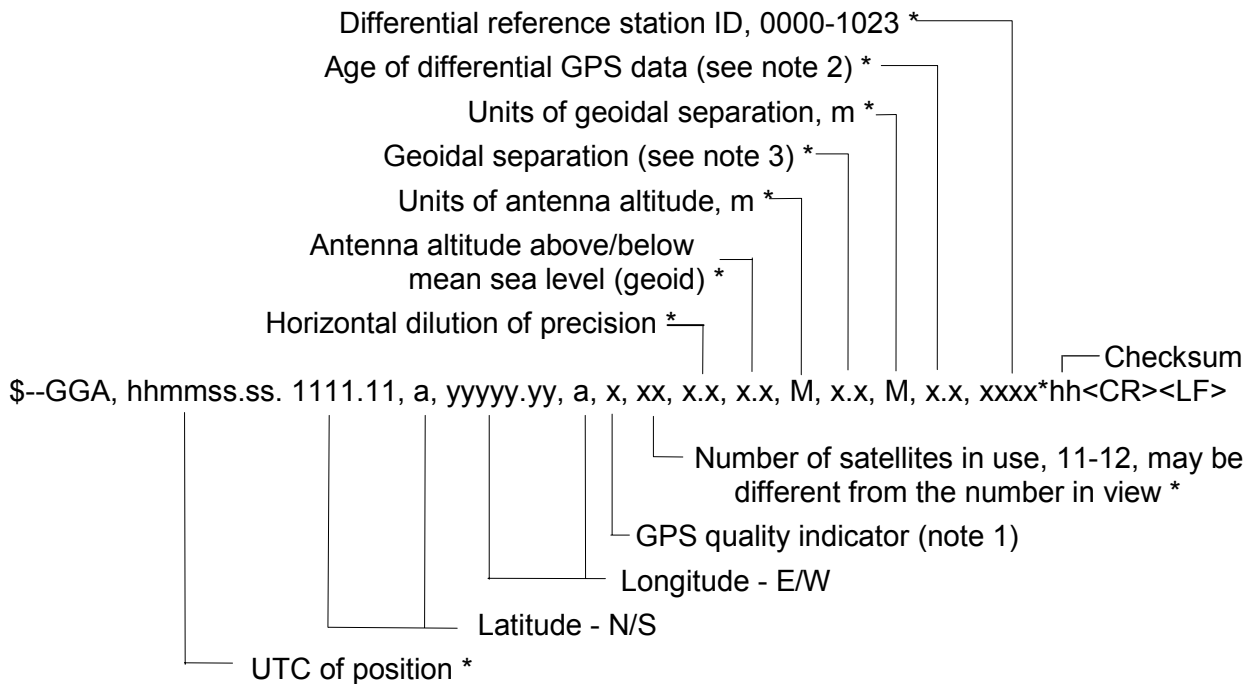 Differential reference station ID, 0000-1023 *
Age of differential GPS data (see note 2) *
Units of geoidal separation, m *
Geoidal separation (see note 3) *
Units of antenna altitude, m *
Antenna altitude above/below
mean sea level (geoid) *
Horizontal dilution of precision *
Checksum
$--GGA, hhmmss.ss. 1111.11, a, yyyyy.yy, a, x, xx, x.x, x.x, M, x.x, M, x.x, xxxx*hh<CR><LF>
Number of satellites in use, 11-12, may be
different from the number in view *
GPS quality indicator (note 1)
Longitude - E/W
Latitude - N/S
UTC of position *